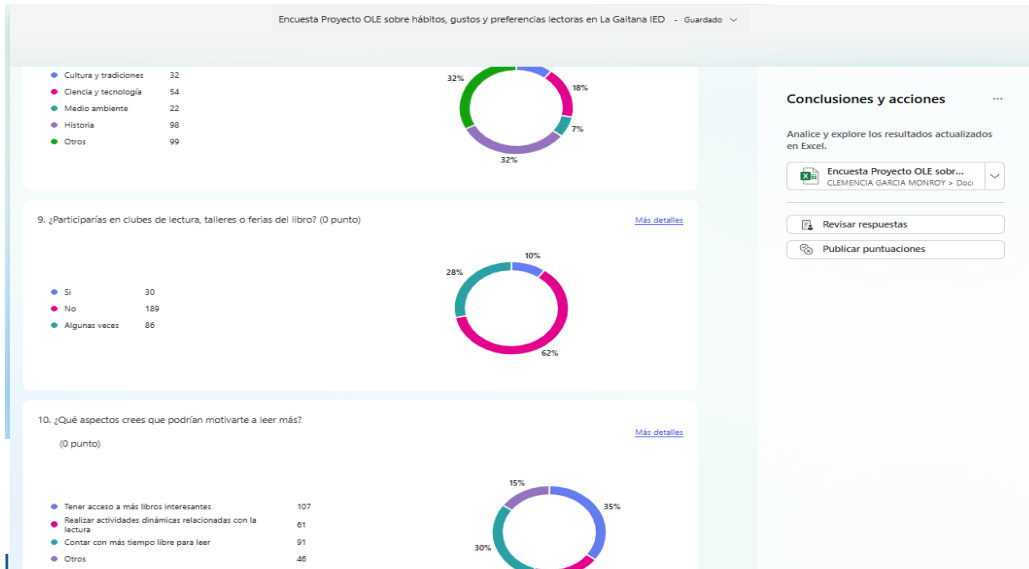 Encuesta Proyecto OLE sobre hábitos, gustos y preferencias lectoras en La Gaitana IED - Guardado
Cultura y tradiciones 32
Ciencia y tecnología 54
Medio ambiente 22
Historia 98
Otros 99
32%
18%
7%
32%
Conclusiones y acciones ...
Analice y explore los resultados actualizados
en Excel.
Encuesta Proyecto OLE sobr...
CLEMENCIA GARCIA MONROY > Docu
Revisar respuestas
Publicar puntuaciones
9. ¿Participarías en clubes de lectura, talleres o ferias del libro? (0 punto)
Más detalles
Si 30
No 189
Algunas veces 86
10%
28%
62%
10. ¿Qué aspectos crees que podrían motivarte a leer más?
(0 punto)
Más detalles
Tener acceso a más libros interesantes 107
Realizar actividades dinámicas relacionadas con la
lectura 61
Contar con más tiempo libre para leer 91
Otros 46
15%
35%
30%